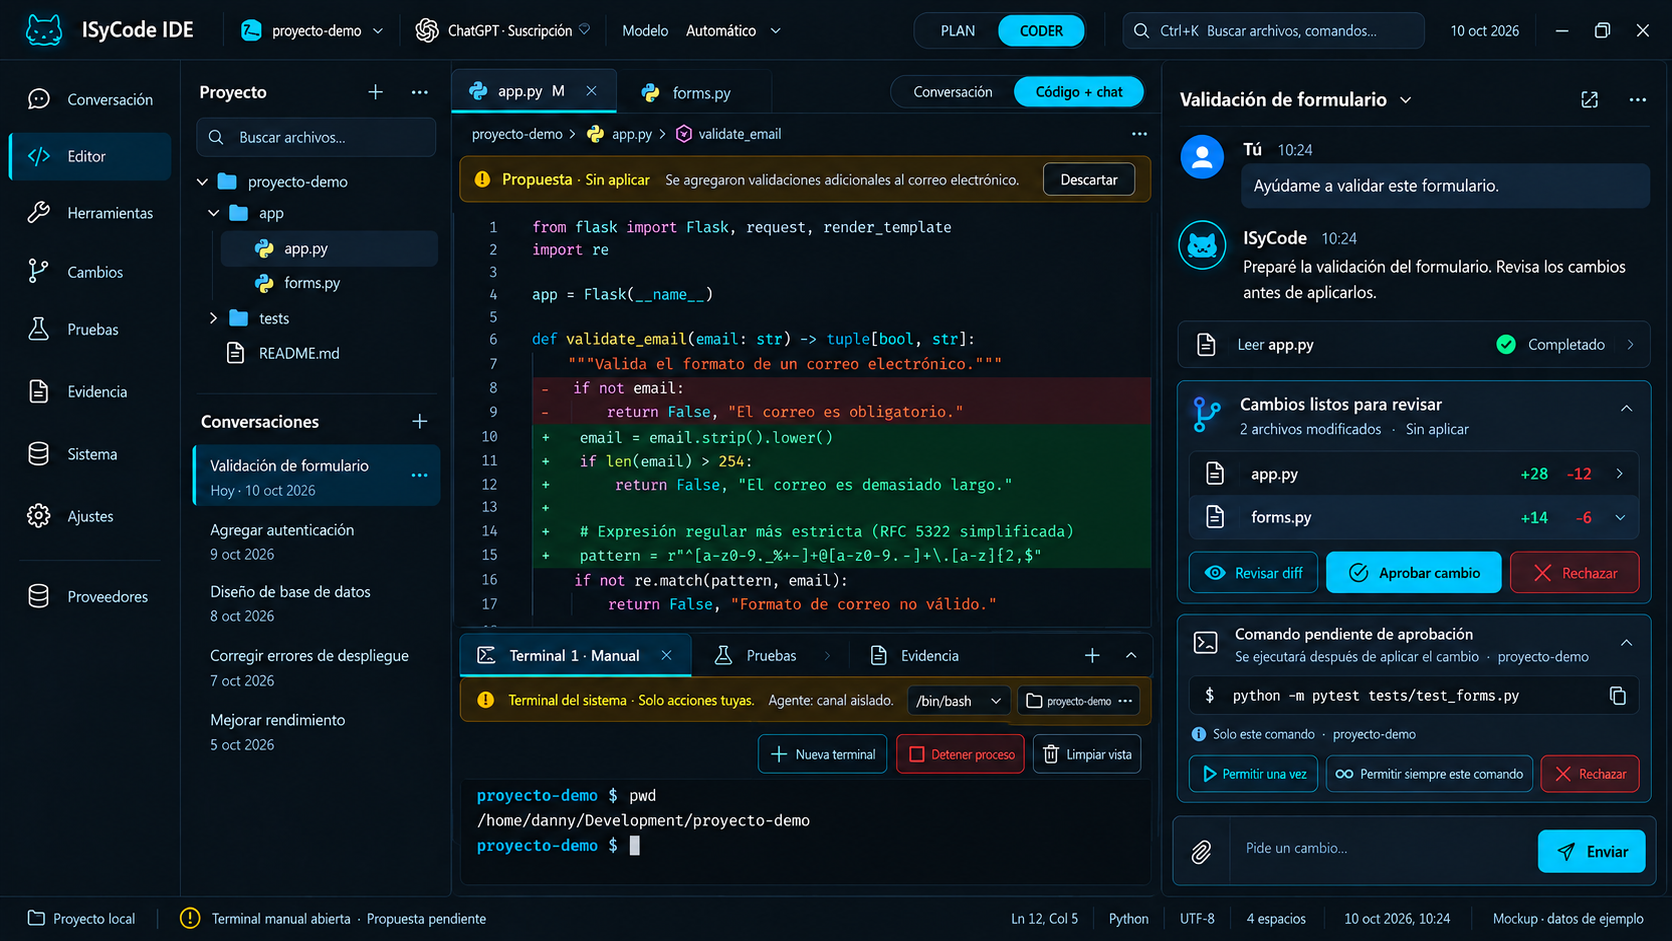 ISyCode IDE
proyecto-demo
ChatGPT · Suscripción
Modelo Automático
PLAN
CODER
Ctrl+K Buscar archivos, comandos...
10 oct 2026
Conversación
Editor
Herramientas
Cambios
Pruebas
Evidencia
Sistema
Ajustes
Proveedores
Proyecto
Buscar archivos...
proyecto-demo
app
app.py
forms.py
tests
README.md
Conversaciones
Validación de formulario
Hoy · 10 oct 2026
Agregar autenticación
9 oct 2026
Diseño de base de datos
8 oct 2026
Corregir errores de despliegue
7 oct 2026
Mejorar rendimiento
5 oct 2026
app.py M
forms.py
Conversación
Código + chat
proyecto-demo > app.py > validate_email
Propuesta · Sin aplicar Se agregaron validaciones adicionales al correo electrónico.
Descartar
1 from flask import Flask, request, render_template
2 import re
3
4 app = Flask(__name__)
5
6 def validate_email(email: str) -> tuple[bool, str]:
7 """Valida el formato de un correo electrónico."""
8 - if not email:
9 - return False, "El correo es obligatorio."
10 + email = email.strip().lower()
11 + if len(email) > 254:
12 + return False, "El correo es demasiado largo."
13 +
14 + # Expresión regular más estricta (RFC 5322 simplificada)
15 + pattern = r"^[a-z0-9._%+-]+@[a-z0-9.-]+\.[a-z]{2,$"
16 if not re.match(pattern, email):
17 return False, "Formato de correo no válido."
Terminal 1 · Manual
Pruebas
Evidencia
Terminal del sistema · Solo acciones tuyas. Agente: canal aislado.
/bin/bash
proyecto-demo
Nueva terminal
Detener proceso
Limpiar vista
proyecto-demo $ pwd
/home/danny/Development/proyecto-demo
proyecto-demo $
Validación de formulario
Tú 10:24
Ayúdame a validar este formulario.
ISyCode 10:24
Preparé la validación del formulario. Revisa los cambios
antes de aplicarlos.
Leer app.py
Completado
Cambios listos para revisar
2 archivos modificados · Sin aplicar
app.py +28 -12
forms.py +14 -6
Revisar diff
Aprobar cambio
Rechazar
Comando pendiente de aprobación
Se ejecutará después de aplicar el cambio · proyecto-demo
$ python -m pytest tests/test_forms.py
Solo este comando · proyecto-demo
Permitir una vez
Permitir siempre este comando
Rechazar
Pide un cambio...
Enviar
Proyecto local
Terminal manual abierta · Propuesta pendiente
Ln 12, Col 5
Python
UTF-8
4 espacios
10 oct 2026, 10:24
Mockup · datos de ejemplo